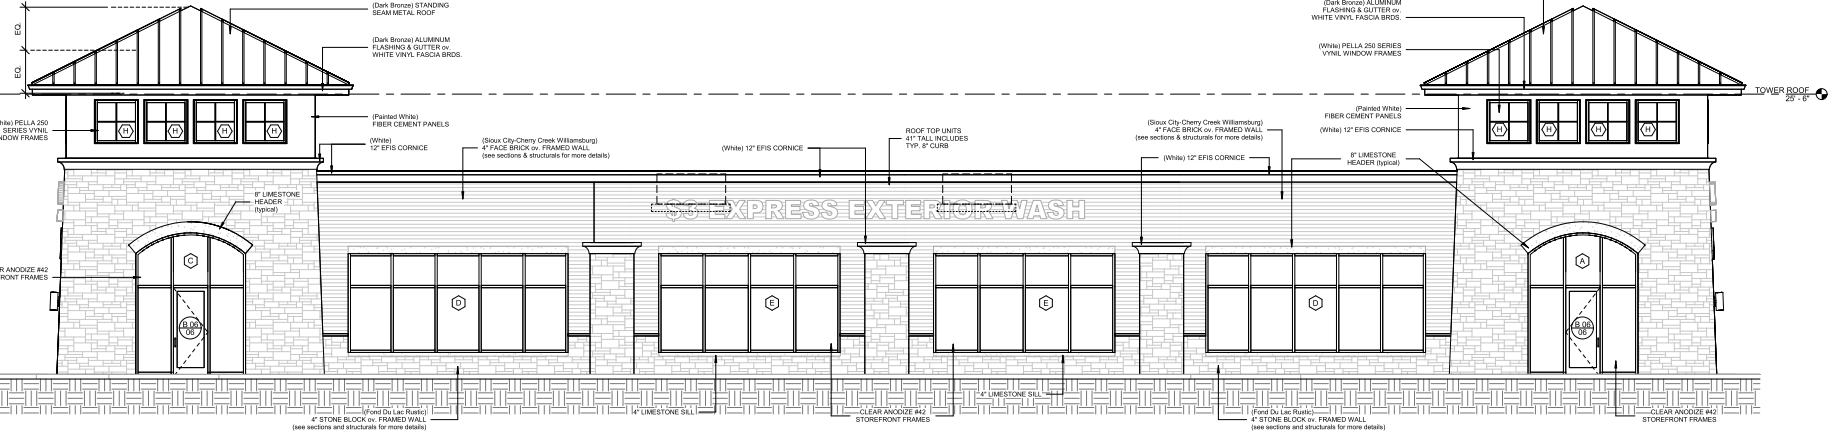 (Dark Bronze) STANDING
SEAM METAL ROOF
EQ.
EQ.
(Dark Bronze) ALUMINUM
FLASHING & GUTTER ov.
WHITE VINYL FASCIA BRDS.
hite) PELLA 250
SERIES VYNIL
NDOW FRAMES
H
H
H
H
(Painted White)
FIBER CEMENT PANELS
(White)
12" EFIS CORNICE
(Sioux City-Cherry Creek Williamsburg)
4" FACE BRICK ov. FRAMED WALL
(see sections & structurals for more details)
(White) 12" EFIS CORNICE
ROOF TOP UNITS
41" TALL INCLUDES
TYP. 8" CURB
(Sioux City-Cherry Creek Williamsburg)
4" FACE BRICK ov. FRAMED WALL
(see sections & structurals for more details)
(White) 12" EFIS CORNICE
(Dark Bronze) ALUMINUM
FLASHING & GUTTER ov.
WHITE VINYL FASCIA BRDS.
(White) PELLA 250 SERIES
VYNIL WINDOW FRAMES
(Painted White)
FIBER CEMENT PANELS
(White) 12" EFIS CORNICE
8" LIMESTONE
HEADER (typical)
H
H
H
H
TOWER ROOF
25' - 6"
8" LIMESTONE
HEADER
(typical)
EXPRESS EXTERIOR WASH
C
D
E
E
D
A
AR ANODIZE #42
FRONT FRAMES
B 06
06
B 06
06
(Fond Du Lac Rustic)
4" STONE BLOCK ov. FRAMED WALL
(see sections and structurals for more details)
4" LIMESTONE SILL
CLEAR ANODIZE #42
STOREFRONT FRAMES
4" LIMESTONE SILL
(Fond Du Lac Rustic)
4" STONE BLOCK ov. FRAMED WALL
(see sections and structurals for more details)
CLEAR ANODIZE #42
STOREFRONT FRAMES